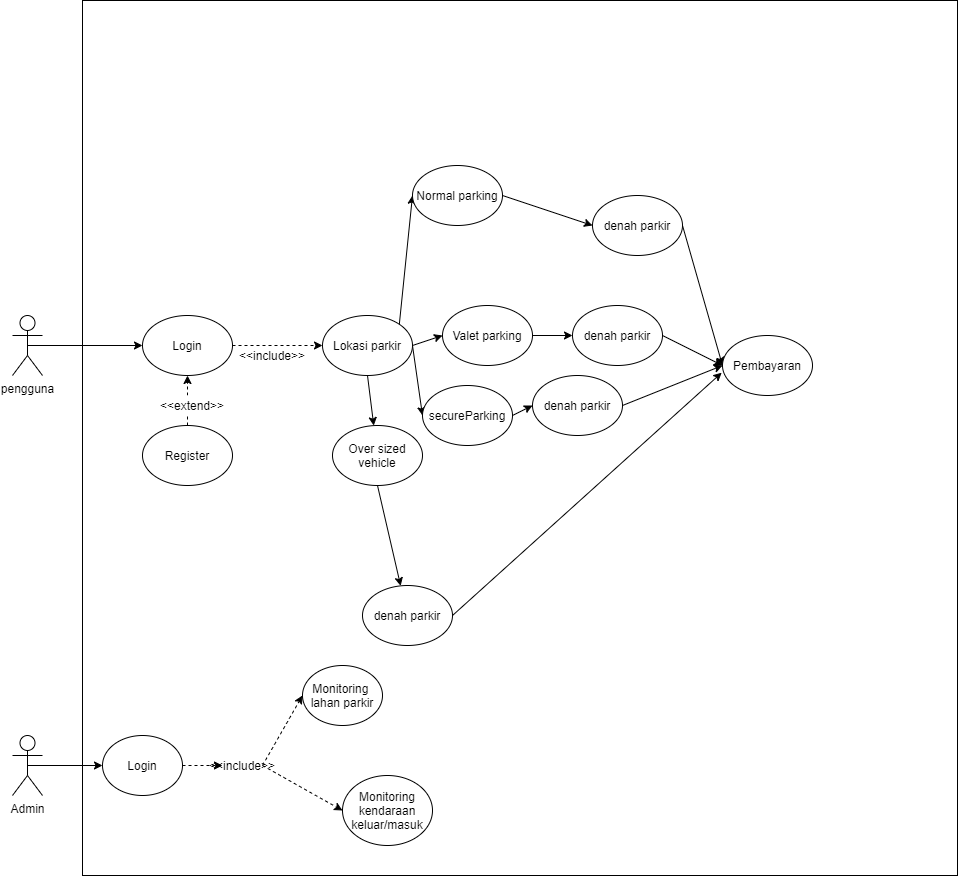 Normal parking
denah parkir
pengguna
Login
<<include>>
Lokasi parkir
Valet parking
denah parkir
Pembayaran
<<extend>>
secureParking
denah parkir
Register
Over sized
vehicle
denah parkir
Monitoring
lahan parkir
Admin
Login
<<include>>
Monitoring
kendaraan
keluar/masuk